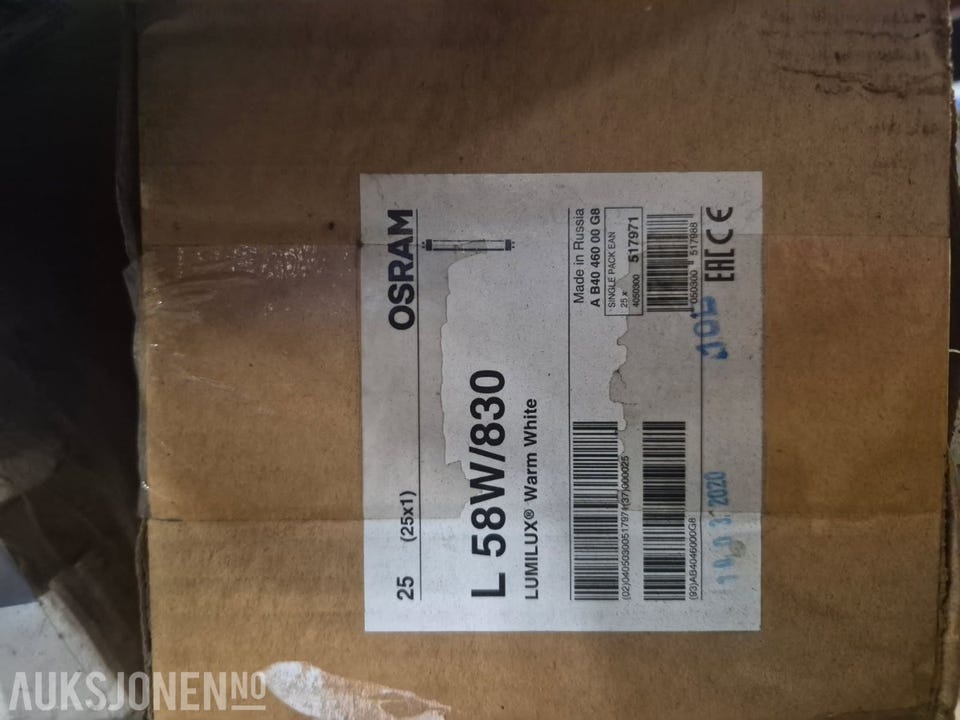 25 (25x1) OSRAM
L 58W/830
LUMILUX® Warm White
Made in Russia
A B40 460 00 G8
SINGLE PACK EAN
25 x
4050300 517971
(02)04050300517971(37)000025
050300 517988
(93)AB4046000G8
EAC CE
2020
AUKSJONEN.NO